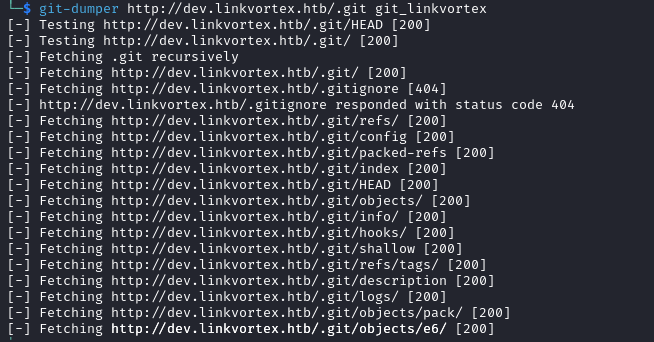 $ git-dumper http://dev.linkvortex.htb/.git git_linkvortex
[-] Testing http://dev.linkvortex.htb/.git/HEAD [200]
[-] Testing http://dev.linkvortex.htb/.git/ [200]
[-] Fetching .git recursively
[-] Fetching http://dev.linkvortex.htb/.git/ [200]
[-] Fetching http://dev.linkvortex.htb/.gitignore [404]
[-] http://dev.linkvortex.htb/.gitignore responded with status code 404
[-] Fetching http://dev.linkvortex.htb/.git/refs/ [200]
[-] Fetching http://dev.linkvortex.htb/.git/config [200]
[-] Fetching http://dev.linkvortex.htb/.git/packed-refs [200]
[-] Fetching http://dev.linkvortex.htb/.git/index [200]
[-] Fetching http://dev.linkvortex.htb/.git/HEAD [200]
[-] Fetching http://dev.linkvortex.htb/.git/objects/ [200]
[-] Fetching http://dev.linkvortex.htb/.git/info/ [200]
[-] Fetching http://dev.linkvortex.htb/.git/hooks/ [200]
[-] Fetching http://dev.linkvortex.htb/.git/shallow [200]
[-] Fetching http://dev.linkvortex.htb/.git/refs/tags/ [200]
[-] Fetching http://dev.linkvortex.htb/.git/description [200]
[-] Fetching http://dev.linkvortex.htb/.git/logs/ [200]
[-] Fetching http://dev.linkvortex.htb/.git/objects/pack/ [200]
[-] Fetching http://dev.linkvortex.htb/.git/objects/e6/ [200]